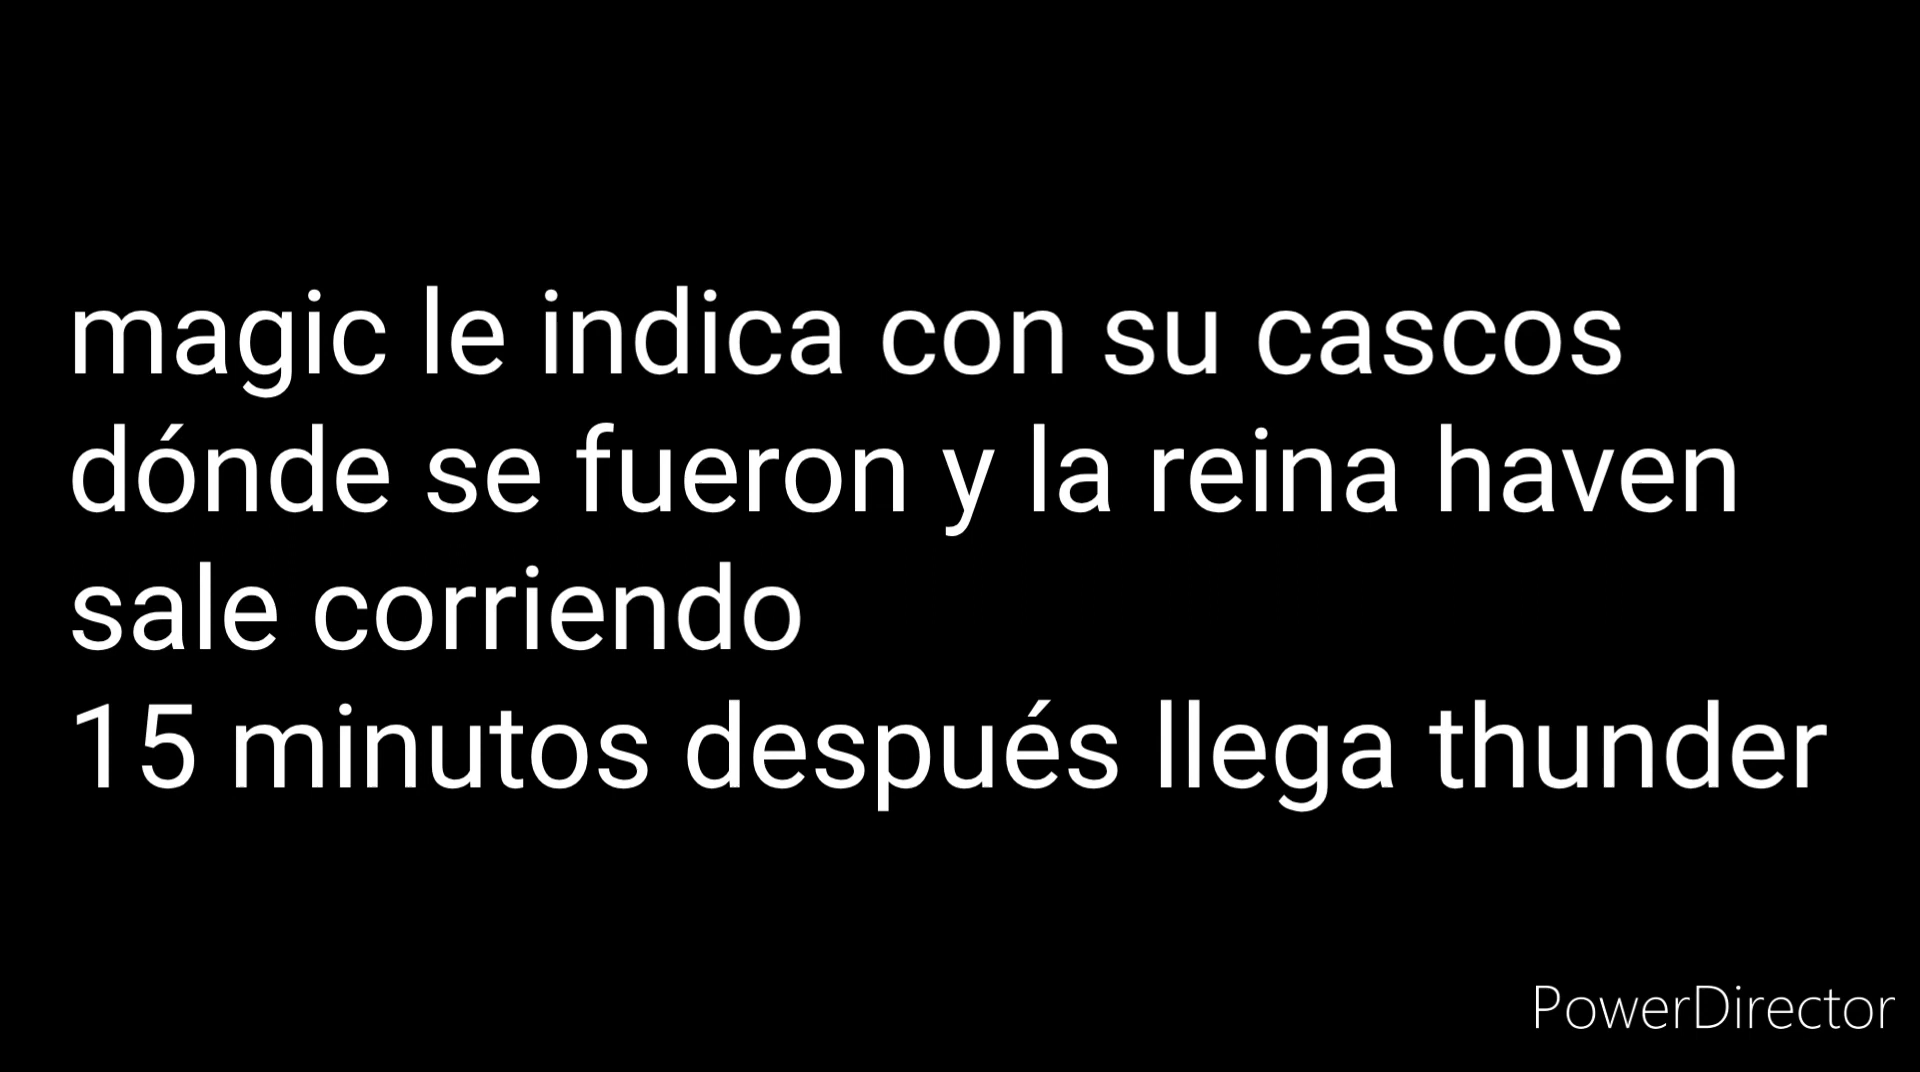 magic le indica con su cascos
dónde se fueron y la reina haven
sale corriendo
15 minutos después llega thunder
PowerDirector